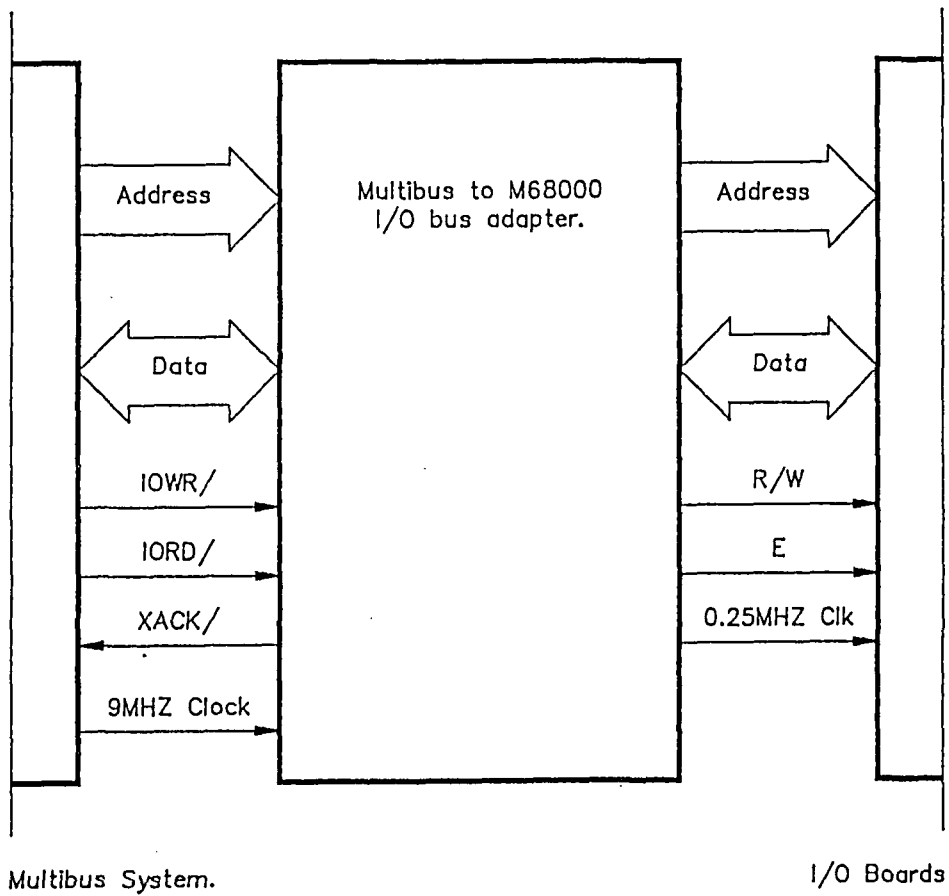 Address
Multibus to M68000
I/O bus adapter.
Address
Data
Data
IOWR/
R/W
IORD/
E
XACK/
0.25MHZ Clk
9MHZ Clock
Multibus System.
I/O Boards